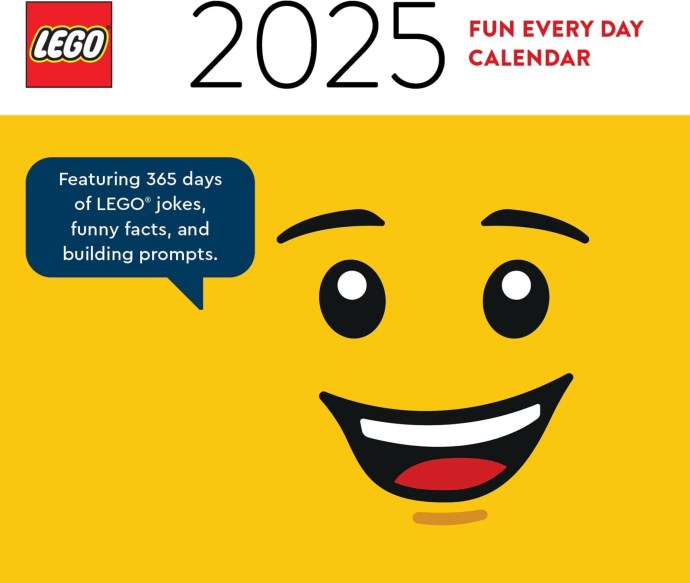 LEGO
2025
FUN EVERY DAY
CALENDAR
Featuring 365 days
of LEGO® jokes,
funny facts, and
building prompts.